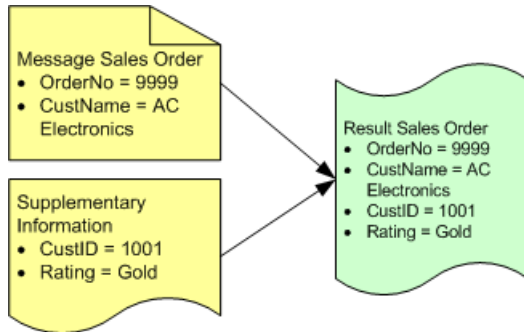 Message Sales Order
• OrderNo = 9999
• CustName = AC
Electronics
Supplementary
Information
• CustID = 1001
• Rating = Gold
Result Sales Order
• OrderNo = 9999
• CustName = AC
Electronics
• CustID = 1001
• Rating = Gold